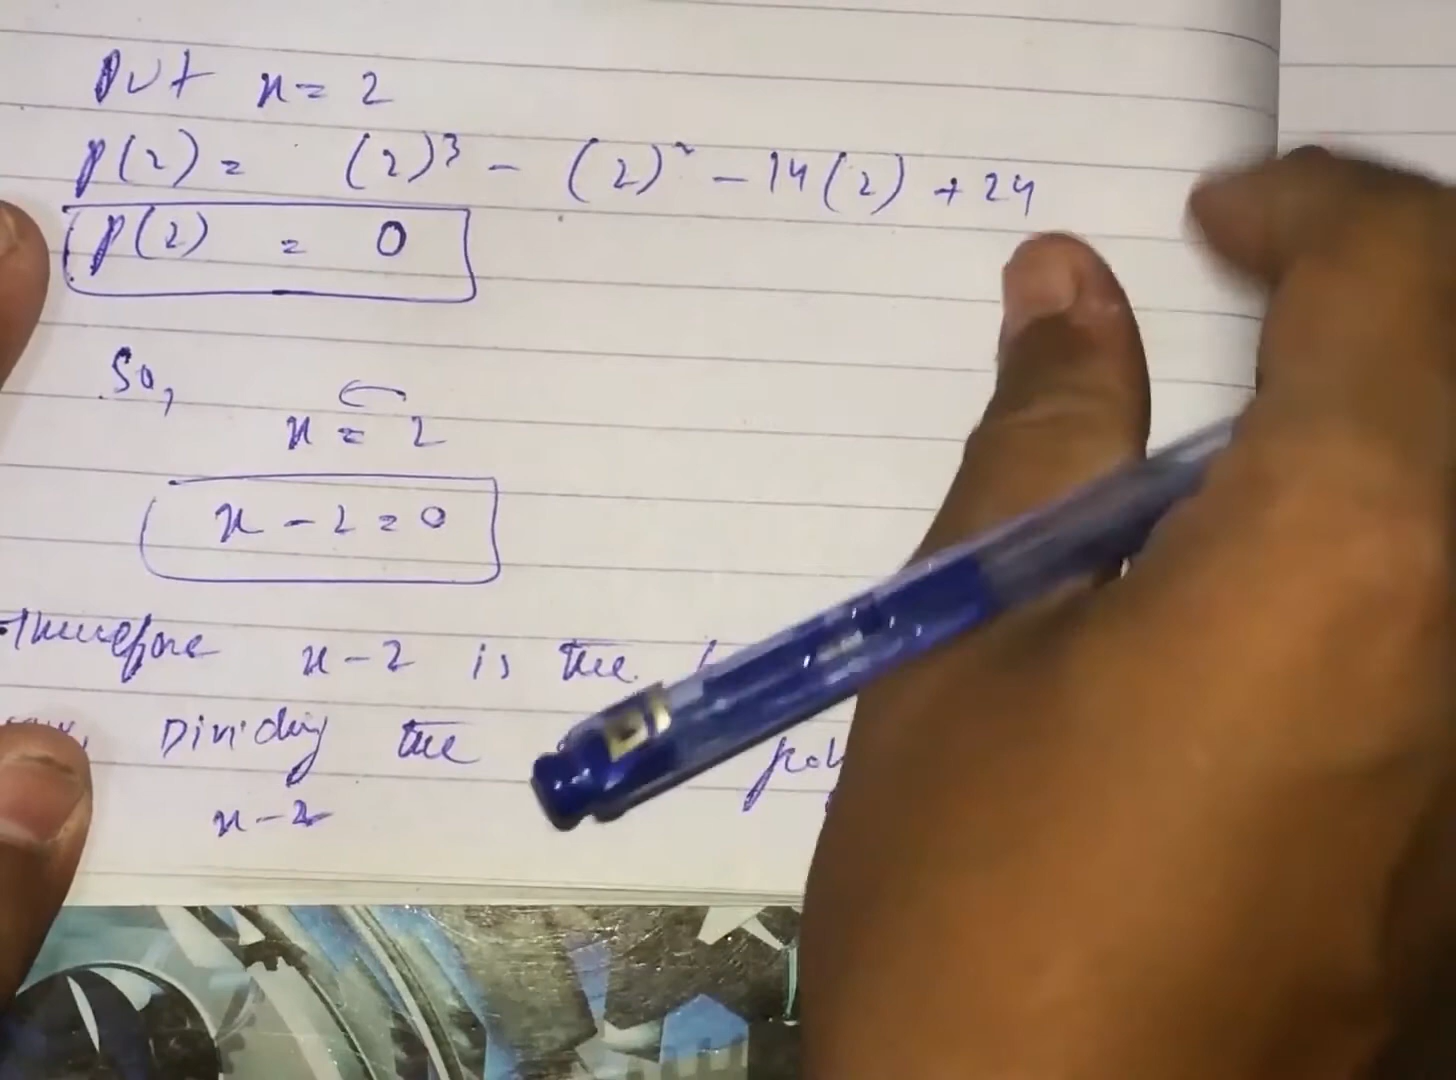 Put x = 2
p(2) = (2)³ - (2)² - 14(2) + 24
p(2) = 0
So,
x = 2
x - 2 = 0
Therefore x-2 is the
Dividing the
x-2